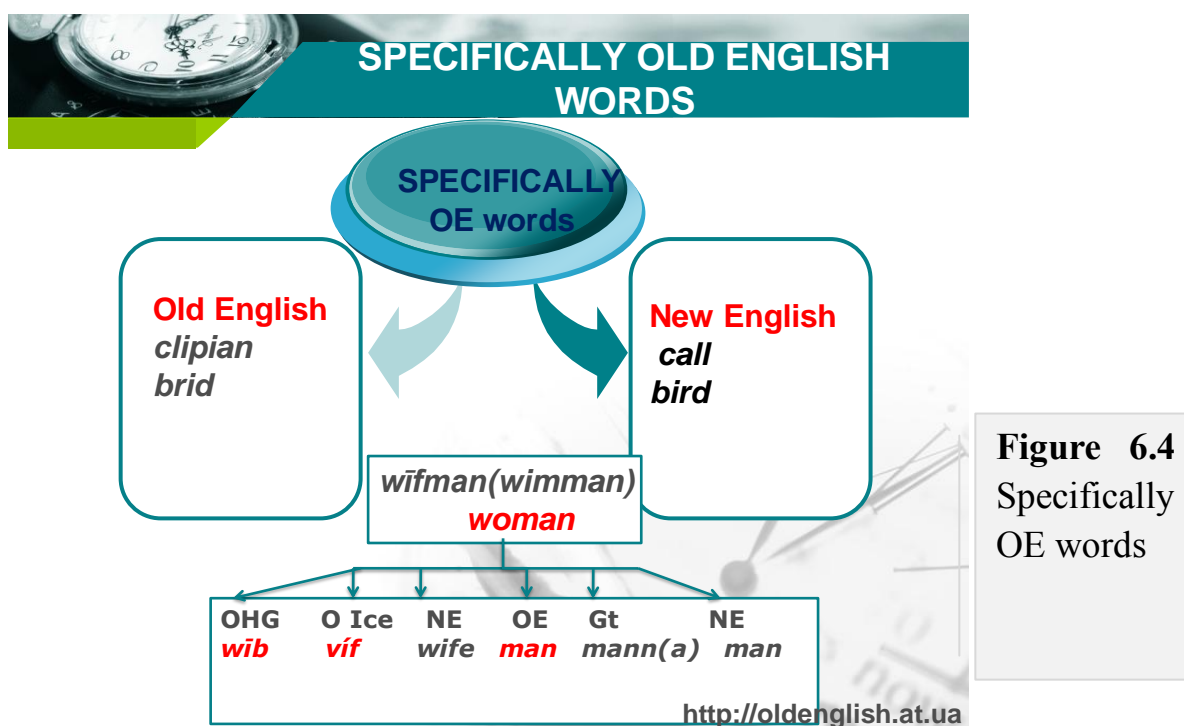 SPECIFICALLY OLD ENGLISH
WORDS
SPECIFICALLY
OE words
Old English
clipian
brid
New English
call
bird
wīfman(wimman)
woman
OHG O Ice NE OE Gt NE
wīb víf wife man mann(a) man
http://oldenglish.at.ua
Figure 6.4
Specifically
OE words